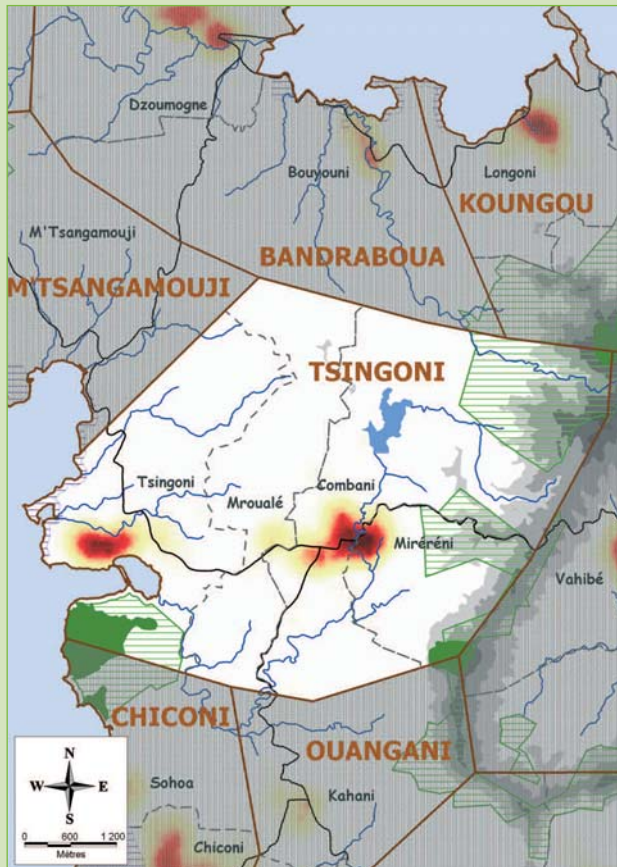 Dzoumogne
Bouyouni
Longoni
KOUNGOU
M'Tsangamouji
BANDRABOUA
M'TSANGAMOUJI
TSINGONI
Tsingoni
Combani
Mroualé
Miréréni
Vahibé
CHICONI
OUANGANI
Sohoa
Kahani
Chiconi
N
W E
S
0 600 1 200
Mètres